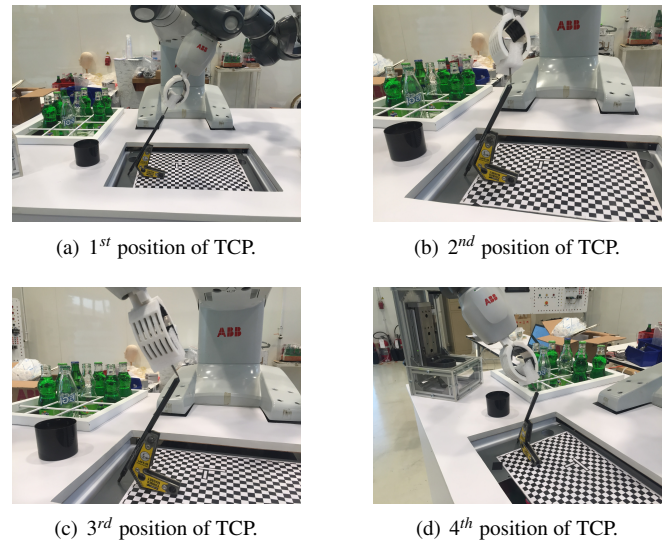 ABB
ABB
(a) 1st position of TCP.
(b) 2nd position of TCP.
ABB
ABB
(c) 3rd position of TCP.
(d) 4th position of TCP.